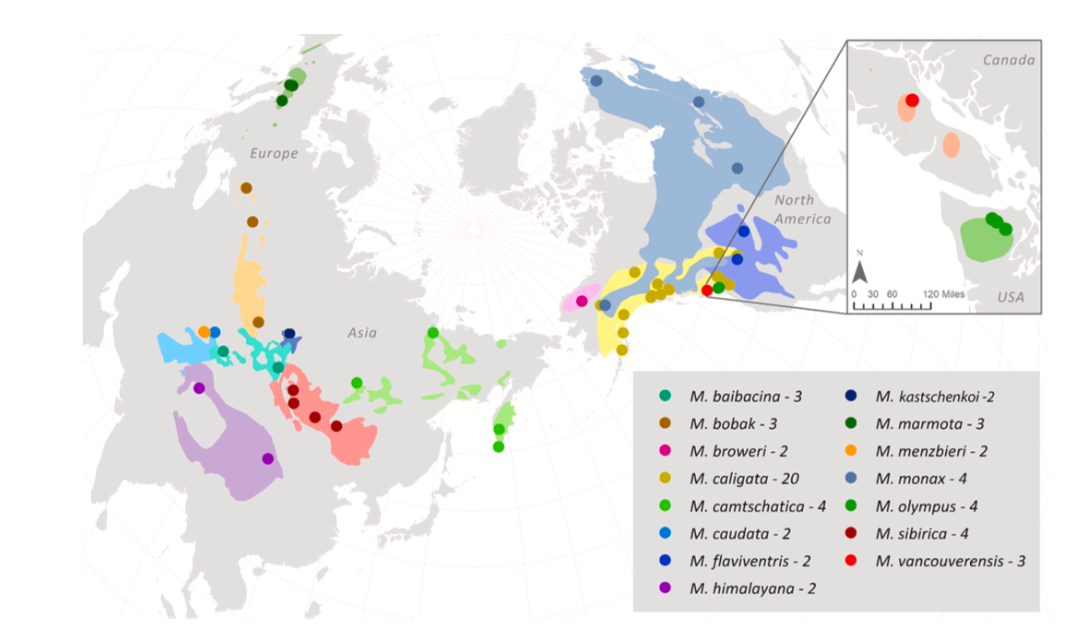 Canada
Europe
North
America
N
0 30 60 120 Miles
USA
Asia
M. baibacina - 3
M. bobak - 3
M. broweri - 2
M. caligata - 20
M. camtschatica - 4
M. caudata - 2
M. flaviventris - 2
M. himalayana - 2
M. kastschenkoi -2
M. marmota - 3
M. menzbieri - 2
M. monax - 4
M. olympus - 4
M. sibirica - 4
M. vancouverensis - 3